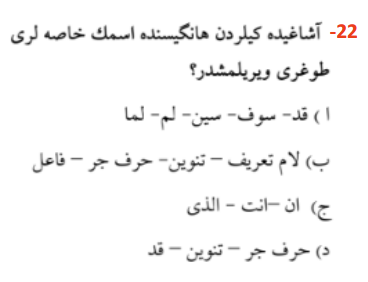 22- آشاغیده کیلردن هانگیسنده اسمك خاصه لری
طوغری ویریلمشدر؟
ا ) قد- سوف- سین- لم- لما
ب) لام تعریف – تنوین- حرف جر – فاعل
ج) ان –انت - الذی
د) حرف جر – تنوین – قد